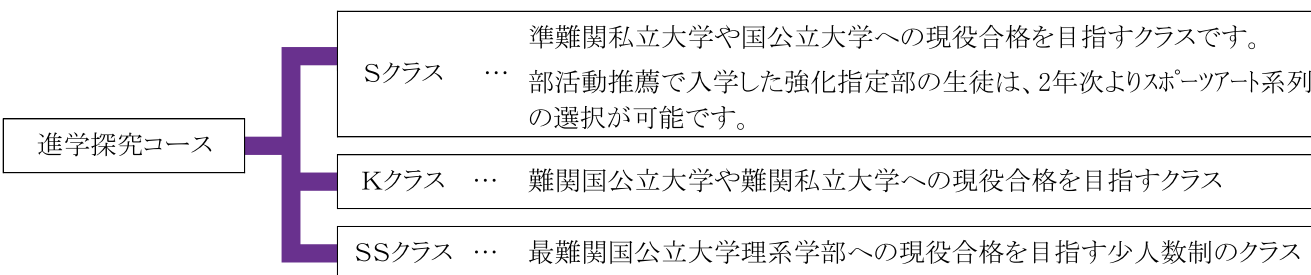 進学探究コース
Sクラス … 準難関私立大学や国公立大学への現役合格を目指すクラスです。
部活動推薦で入学した強化指定部の生徒は、2年次よりスポーツアート系列
の選択が可能です。
Kクラス … 難関国公立大学や難関私立大学への現役合格を目指すクラス
SSクラス … 最難関国公立大学理系学部への現役合格を目指す少人数制のクラス